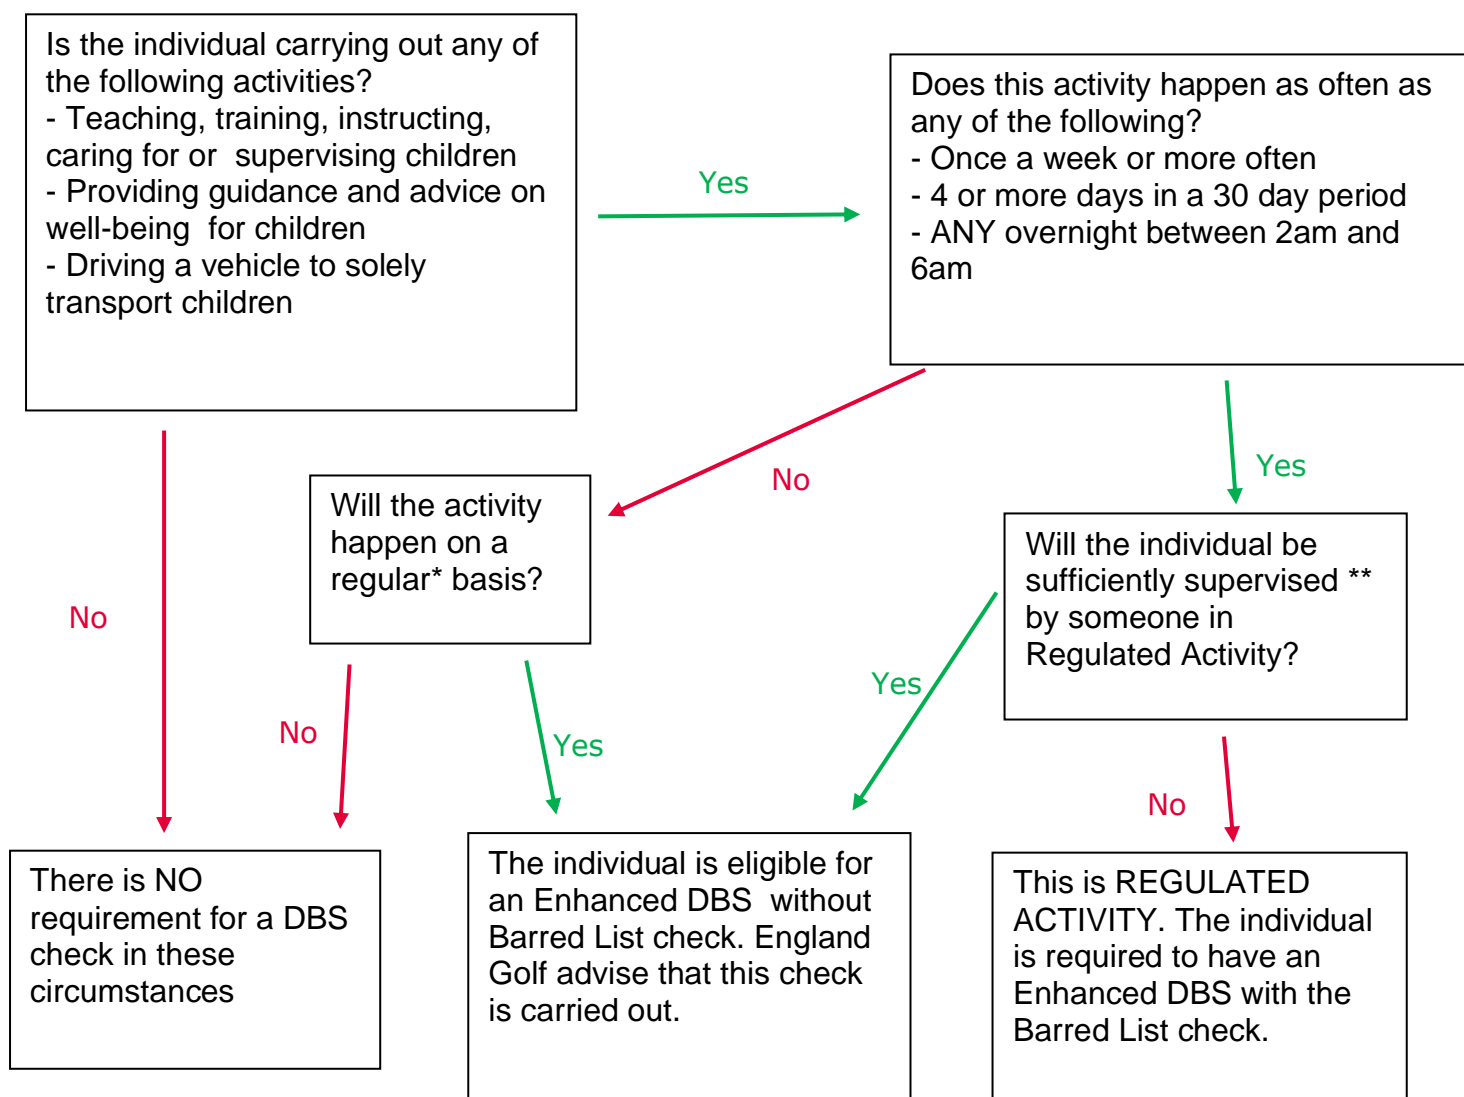 Is the individual carrying out any of
the following activities?
- Teaching, training, instructing,
caring for or  supervising children
- Providing guidance and advice on
well-being  for children
- Driving a vehicle to solely
transport children
Yes
Does this activity happen as often as
any of the following?
- Once a week or more often
- 4 or more days in a 30 day period
- ANY overnight between 2am and
6am
No
Yes
Will the activity
happen on a
regular* basis?
Will the individual be
sufficiently supervised **
by someone in
Regulated Activity?
No
No
Yes
Yes
No
There is NO
requirement for a DBS
check in these
circumstances
The individual is eligible for
an Enhanced DBS  without
Barred List check. England
Golf advise that this check
is carried out.
This is REGULATED
ACTIVITY. The individual
is required to have an
Enhanced DBS with the
Barred List check.